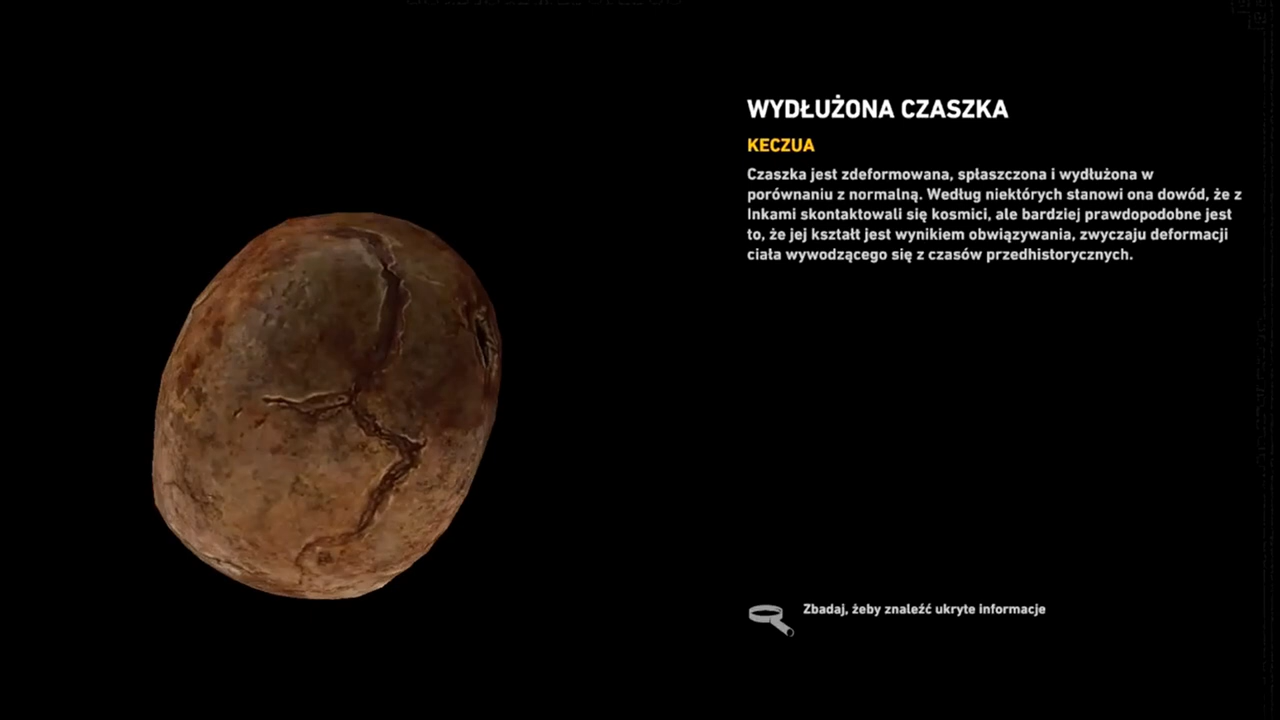 WYDŁUŻONA CZASZKA
KECZUA
Czaszka jest zdeformowana, spłaszczona i wydłużona w
porównaniu z normalną. Według niektórych stanowi ona dowód, że z
Inkami skontaktowali się kosmici, ale bardziej prawdopodobne jest
to, że jej kształt jest wynikiem obwiązywania, zwyczaju deformacji
ciała wywodzącego się z czasów przedhistorycznych.
Zbadaj, żeby znaleźć ukryte informacje